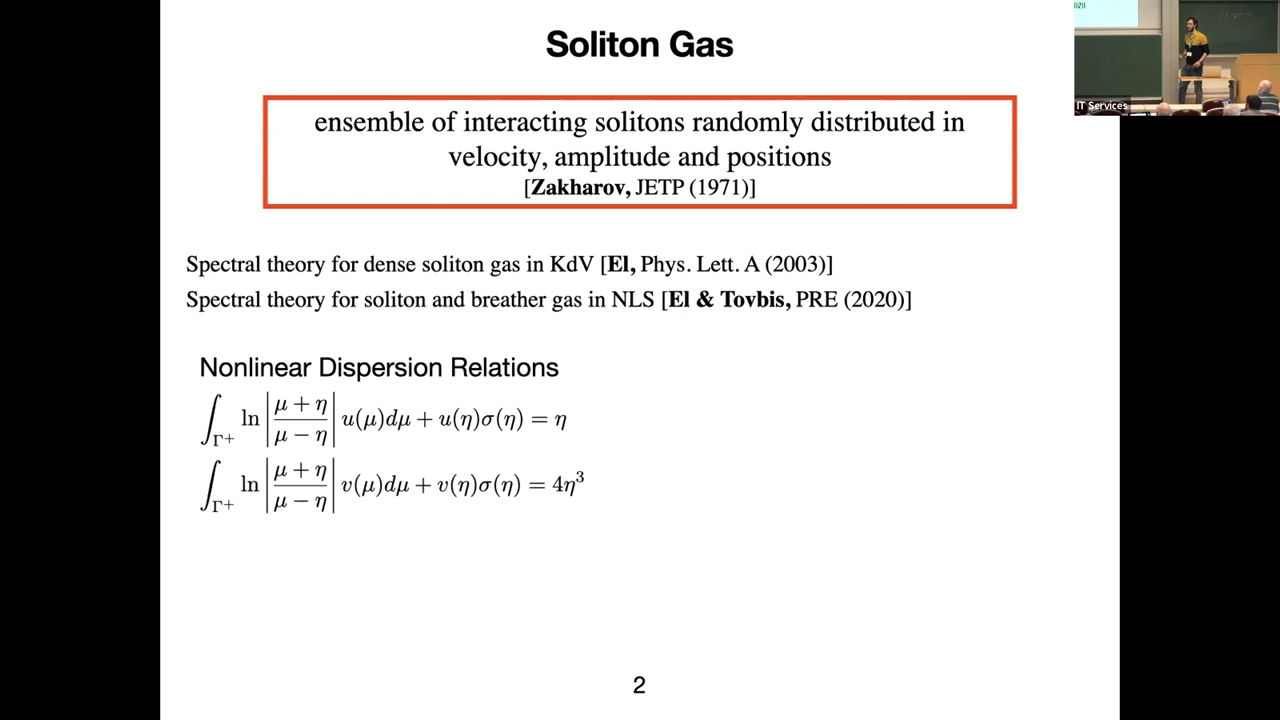 Soliton Gas
ensemble of interacting solitons randomly distributed in
velocity, amplitude and positions
[Zakharov, JETP (1971)]
Spectral theory for dense soliton gas in KdV [El, Phys. Lett. A (2003)]
Spectral theory for soliton and breather gas in NLS [El & Tovbis, PRE (2020)]
Nonlinear Dispersion Relations
∫_{Γ⁺} ln |(μ + η)/(μ − η)| u(μ)dμ + u(η)σ(η) = η
∫_{Γ⁺} ln |(μ + η)/(μ − η)| v(μ)dμ + v(η)σ(η) = 4η³
2
IT Services